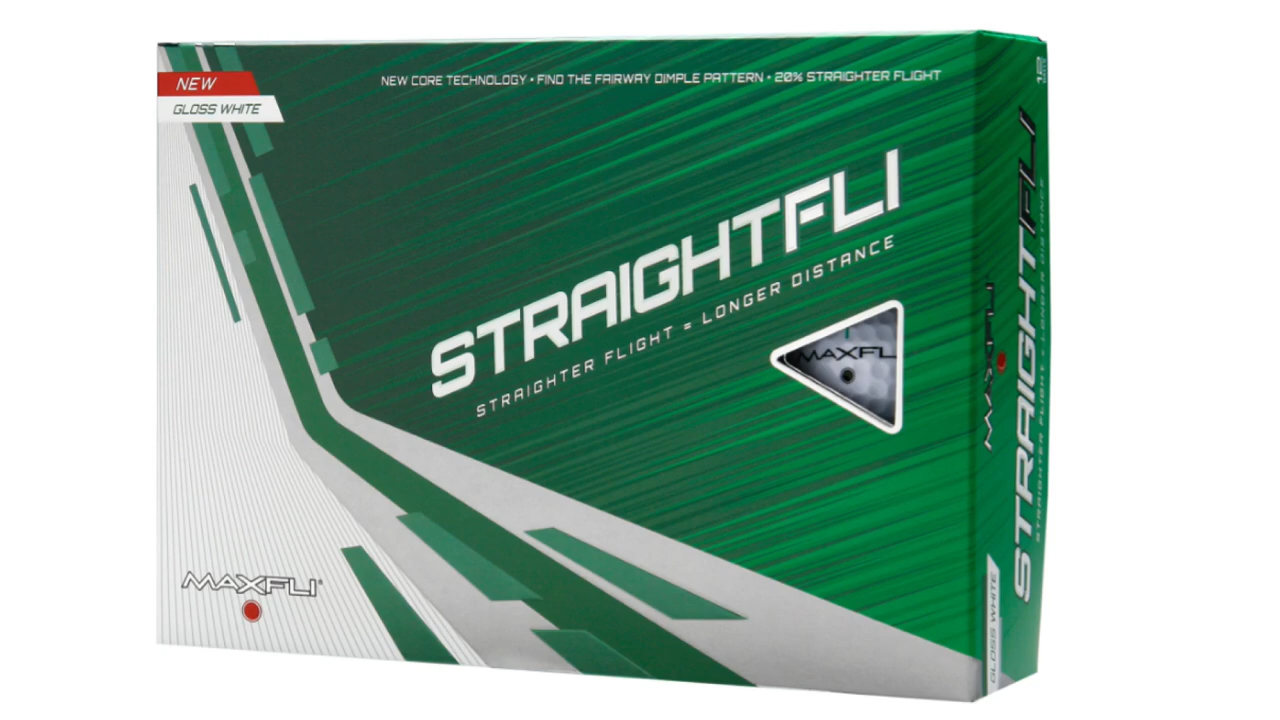 NEW
GLOSS WHITE
NEW CORE TECHNOLOGY • FIND THE FAIRWAY DIMPLE PATTERN • 20% STRAIGHTER FLIGHT
STRAIGHTFLI
STRAIGHTER FLIGHT = LONGER DISTANCE
MAXFL
MAXFLI®
MAXFLI
STRAIGHTFLI
STRAIGHTER FLIGHT = LONGER DISTANCE
GLOSS WHITE